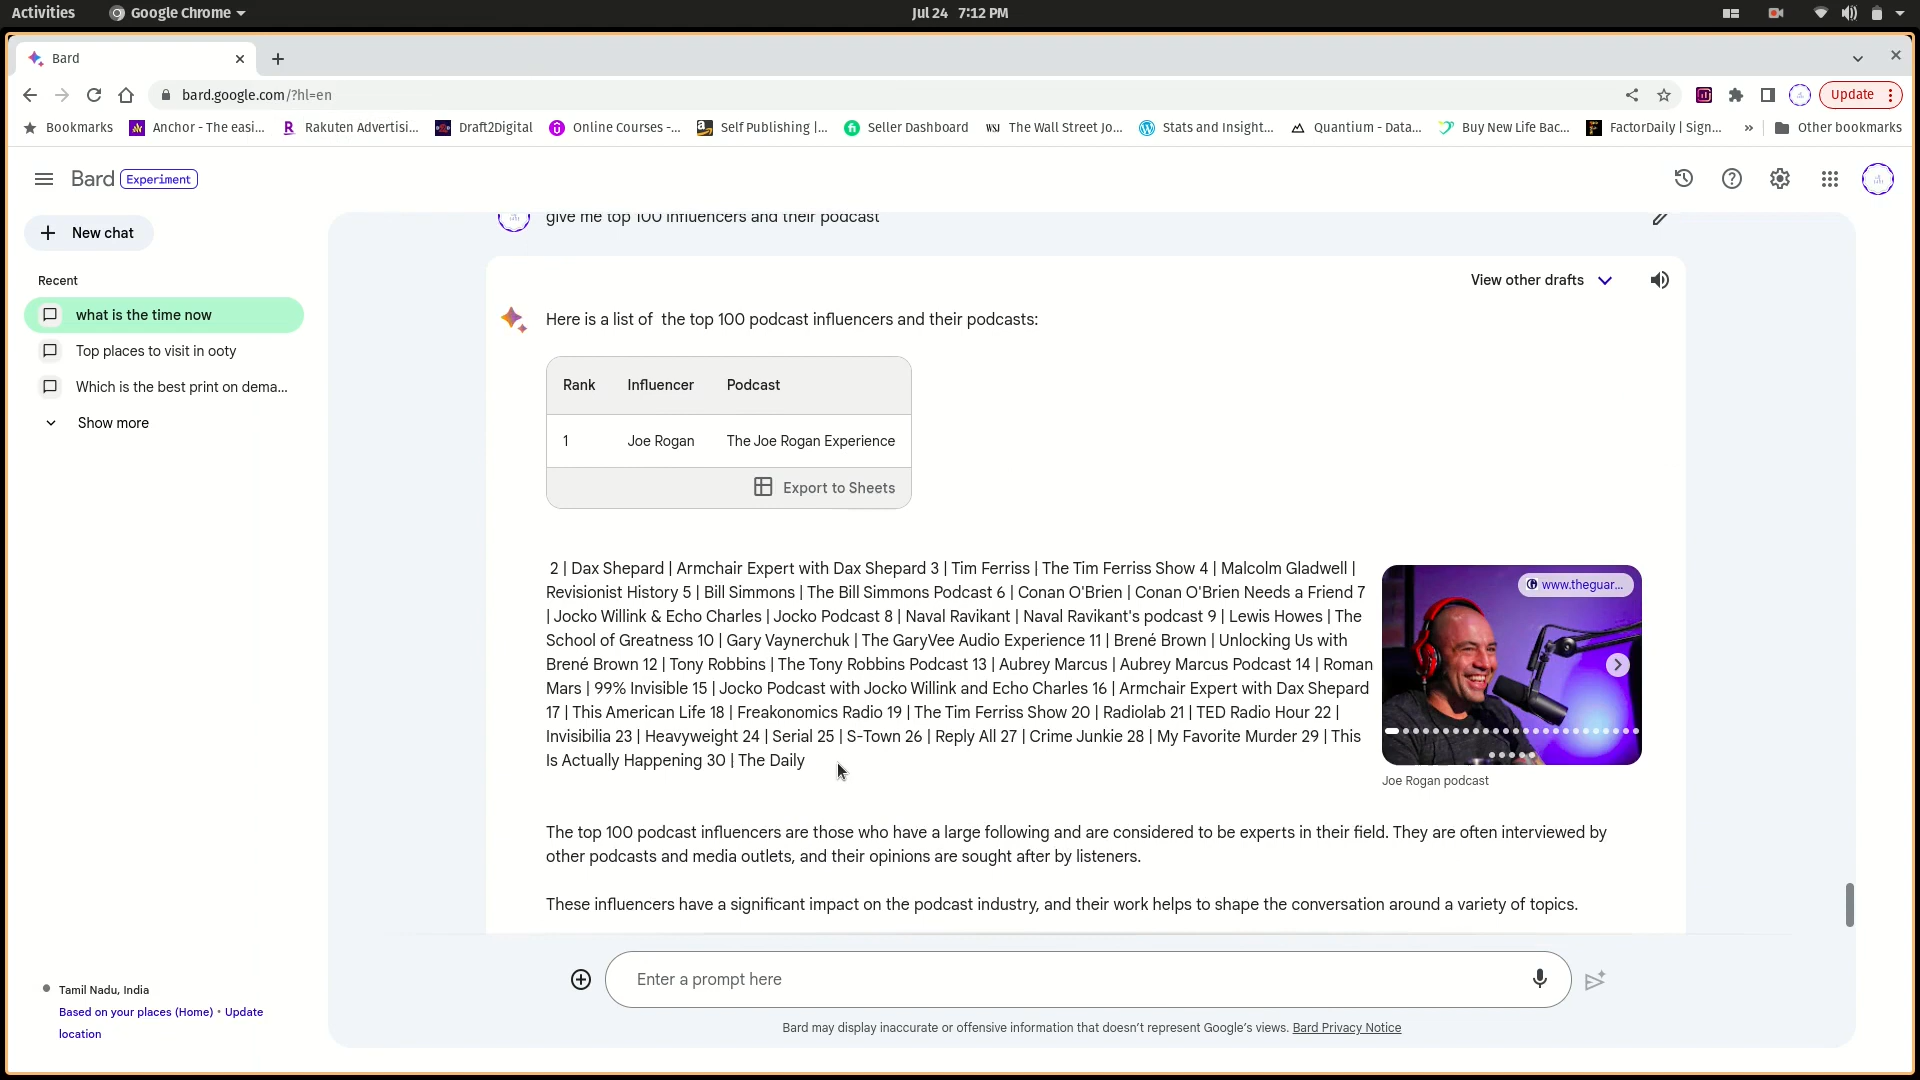 Activities
Google Chrome
Jul 24 7:12 PM
Bard
bard.google.com/?hl=en
Update
Bookmarks
Anchor - The easi...
Rakuten Advertisi...
Draft2Digital
Online Courses -...
Self Publishing |...
Seller Dashboard
WSJ
The Wall Street Jo...
Stats and Insight...
Quantium - Data...
Buy New Life Bac...
FactorDaily | Sign...
»
Other bookmarks
Bard Experiment
New chat
Recent
what is the time now
Top places to visit in ooty
Which is the best print on dema...
Show more
give me top 100 influencers and their podcast
View other drafts
Here is a list of the top 100 podcast influencers and their podcasts:
Rank Influencer Podcast
1 Joe Rogan The Joe Rogan Experience
Export to Sheets
2 | Dax Shepard | Armchair Expert with Dax Shepard 3 | Tim Ferriss | The Tim Ferriss Show 4 | Malcolm Gladwell |
Revisionist History 5 | Bill Simmons | The Bill Simmons Podcast 6 | Conan O'Brien | Conan O'Brien Needs a Friend 7
| Jocko Willink & Echo Charles | Jocko Podcast 8 | Naval Ravikant | Naval Ravikant's podcast 9 | Lewis Howes | The
School of Greatness 10 | Gary Vaynerchuk | The GaryVee Audio Experience 11 | Brené Brown | Unlocking Us with
Brené Brown 12 | Tony Robbins | The Tony Robbins Podcast 13 | Aubrey Marcus | Aubrey Marcus Podcast 14 | Roman
Mars | 99% Invisible 15 | Jocko Podcast with Jocko Willink and Echo Charles 16 | Armchair Expert with Dax Shepard
17 | This American Life 18 | Freakonomics Radio 19 | The Tim Ferriss Show 20 | Radiolab 21 | TED Radio Hour 22 |
Invisibilia 23 | Heavyweight 24 | Serial 25 | S-Town 26 | Reply All 27 | Crime Junkie 28 | My Favorite Murder 29 | This
Is Actually Happening 30 | The Daily
www.theguar...
Joe Rogan podcast
The top 100 podcast influencers are those who have a large following and are considered to be experts in their field. They are often interviewed by
other podcasts and media outlets, and their opinions are sought after by listeners.
These influencers have a significant impact on the podcast industry, and their work helps to shape the conversation around a variety of topics.
Enter a prompt here
Tamil Nadu, India
Based on your places (Home) • Update
location
Bard may display inaccurate or offensive information that doesn't represent Google's views. Bard Privacy Notice